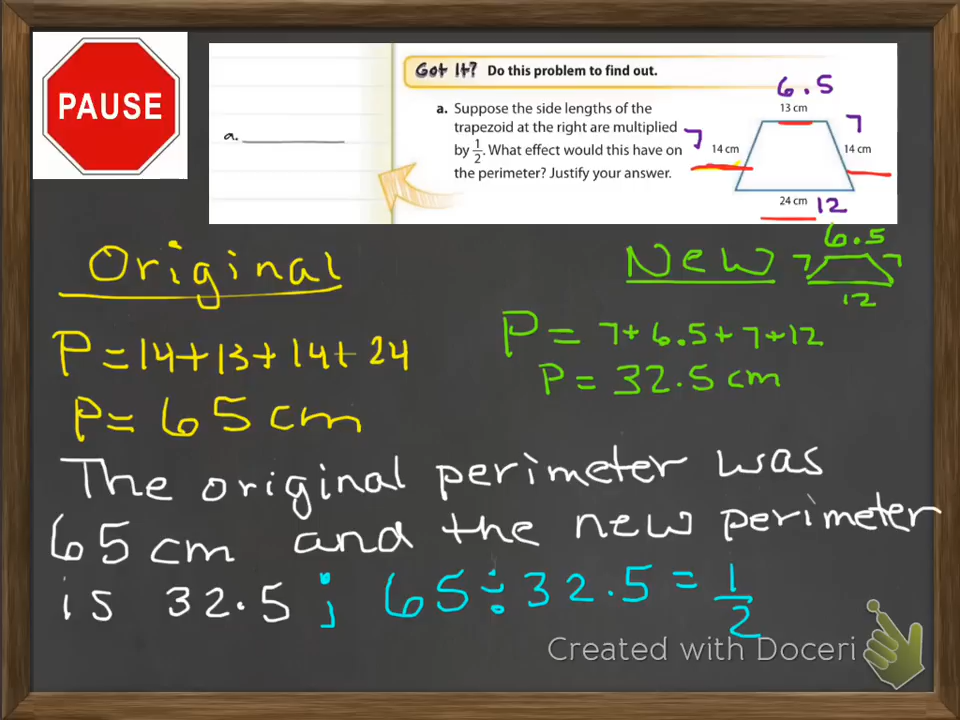 PAUSE
Got It? Do this problem to find out.
a. Suppose the side lengths of the
trapezoid at the right are multiplied
by 1/2. What effect would this have on
the perimeter? Justify your answer.
a. __________
6.5
13 cm
7
14 cm
7
14 cm
24 cm 12
Original
P=14+13+14+24
P=65cm
New
6.5
7
7
12
P=7+6.5+7+12
P=32.5cm
The original perimeter was
65 cm and the new perimeter
is 32.5 ; 65÷32.5=1/2
Created with Doceri